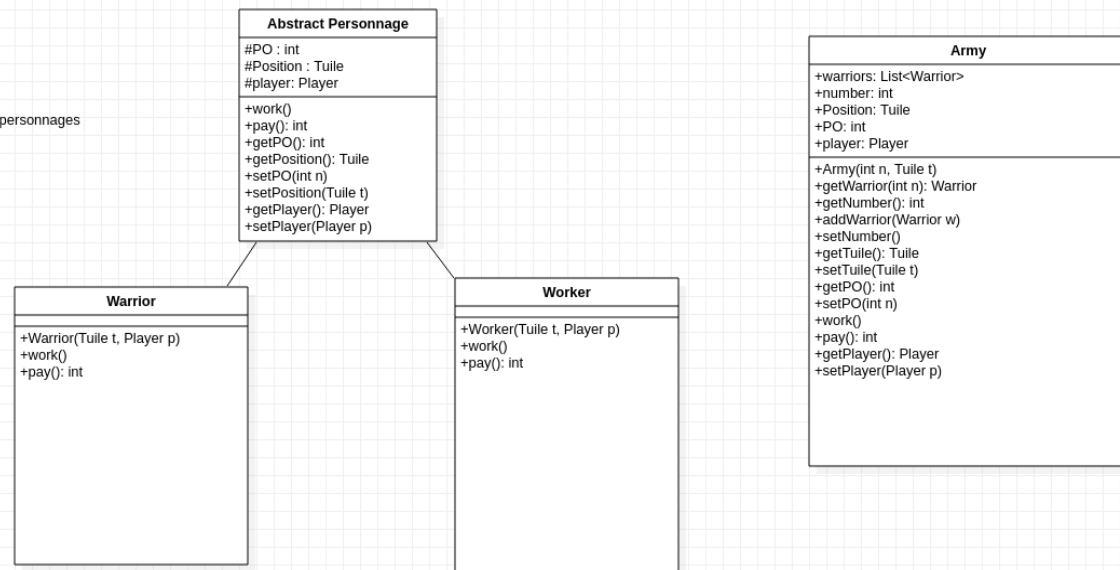 personnages
Abstract Personnage
#PO : int
#Position : Tuile
#player: Player
+work()
+pay(): int
+getPO(): int
+getPosition(): Tuile
+setPO(int n)
+setPosition(Tuile t)
+getPlayer(): Player
+setPlayer(Player p)
Warrior
+Warrior(Tuile t, Player p)
+work()
+pay(): int
Worker
+Worker(Tuile t, Player p)
+work()
+pay(): int
Army
+warriors: List<Warrior>
+number: int
+Position: Tuile
+PO: int
+player: Player
+Army(int n, Tuile t)
+getWarrior(int n): Warrior
+getNumber(): int
+addWarrior(Warrior w)
+setNumber()
+getTuile(): Tuile
+setTuile(Tuile t)
+getPO(): int
+setPO(int n)
+work()
+pay(): int
+getPlayer(): Player
+setPlayer(Player p)